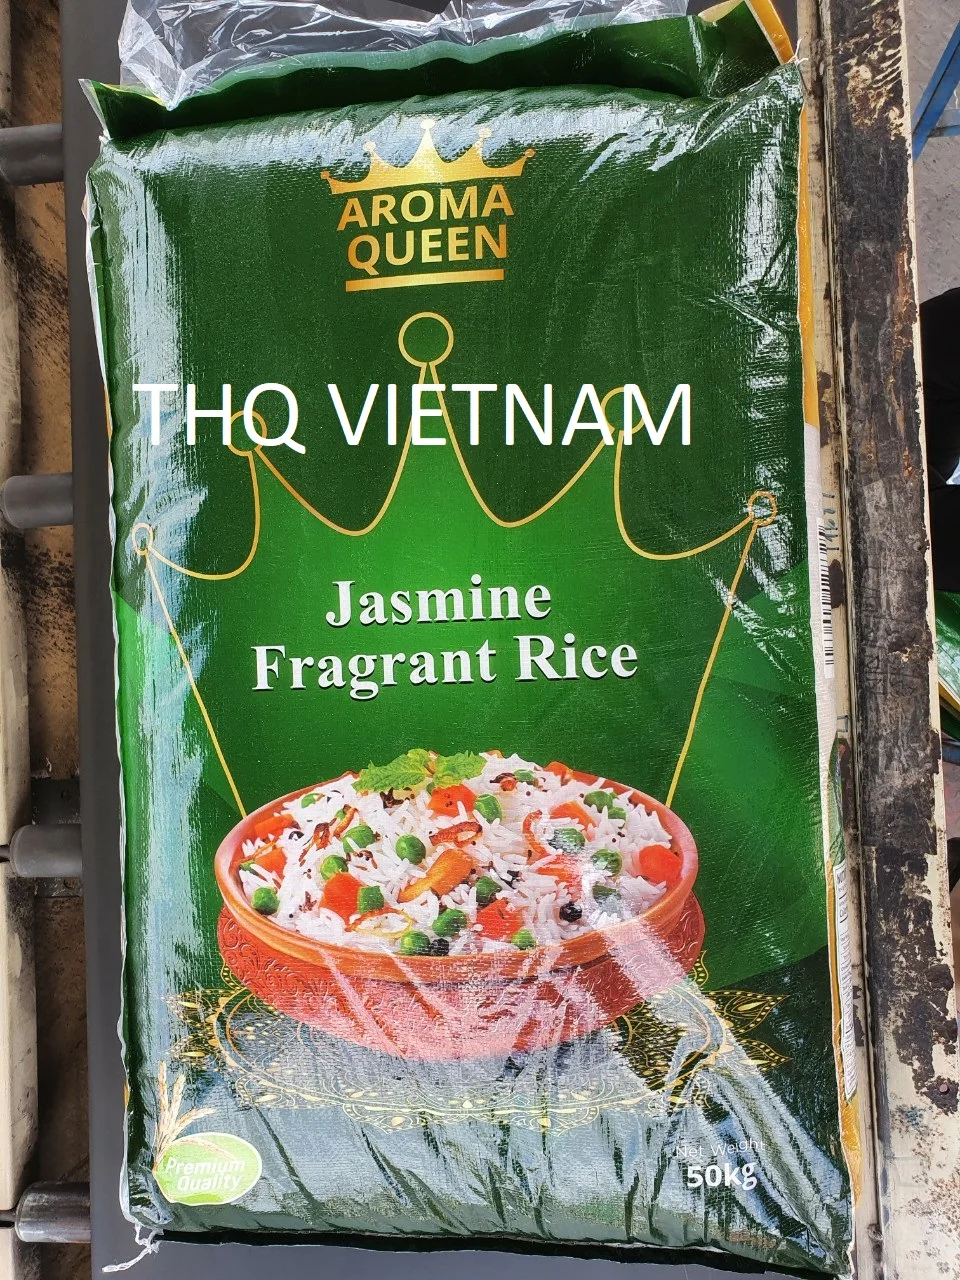 AROMA
QUEEN
THQ VIETNAM
Jasmine
Fragrant Rice
Premium
Quality
Net Weight
50kg